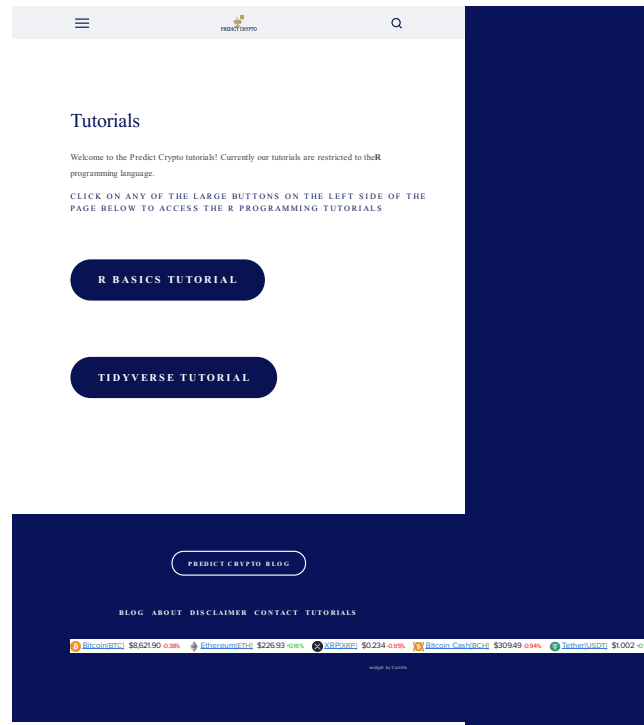 PREDICT CRYPTO
Tutorials
Welcome to the Predict Crypto tutorials! Currently our tutorials are restricted to theR
programming language.
CLICK ON ANY OF THE LARGE BUTTONS ON THE LEFT SIDE OF THE
PAGE BELOW TO ACCESS THE R PROGRAMMING TUTORIALS
R BASICS TUTORIAL
TIDYVERSE TUTORIAL
PREDICT CRYPTO BLOG
BLOG ABOUT DISCLAIMER CONTACT TUTORIALS
Bitcoin[BTC] $8,621.90 -0.38% Ethereum[ETH] $226.93 +0.16% XRP[XRP] $0.234 -0.95% Bitcoin Cash[BCH] $309.49 -0.94% Tether[USDT] $1.002
widget by Coinlib